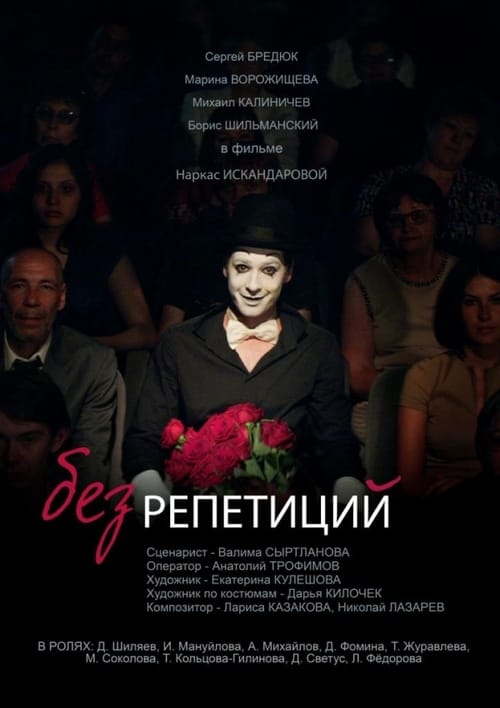 Сергей БРЕДЮК
Марина ВОРОЖИЩЕВА
Михаил КАЛИНИЧЕВ
Борис ШИЛЬМАНСКИЙ
в фильме
Наркас ИСКАНДАРОВОЙ
без РЕПЕТИЦИЙ
Сценарист - Валима СЫРТЛАНОВА
Оператор - Анатолий ТРОФИМОВ
Художник - Екатерина КУЛЕШОВА
Художник по костюмам - Дарья КИЛОЧЕК
Композитор - Лариса КАЗАКОВА, Николай ЛАЗАРЕВ
В РОЛЯХ: Д. Шиляев, И. Мануйлова, А. Михайлов, Д. Фомина, Т. Журавлева,
М. Соколова, Т. Кольцова-Гилинова, Д. Светус, Л. Фёдорова